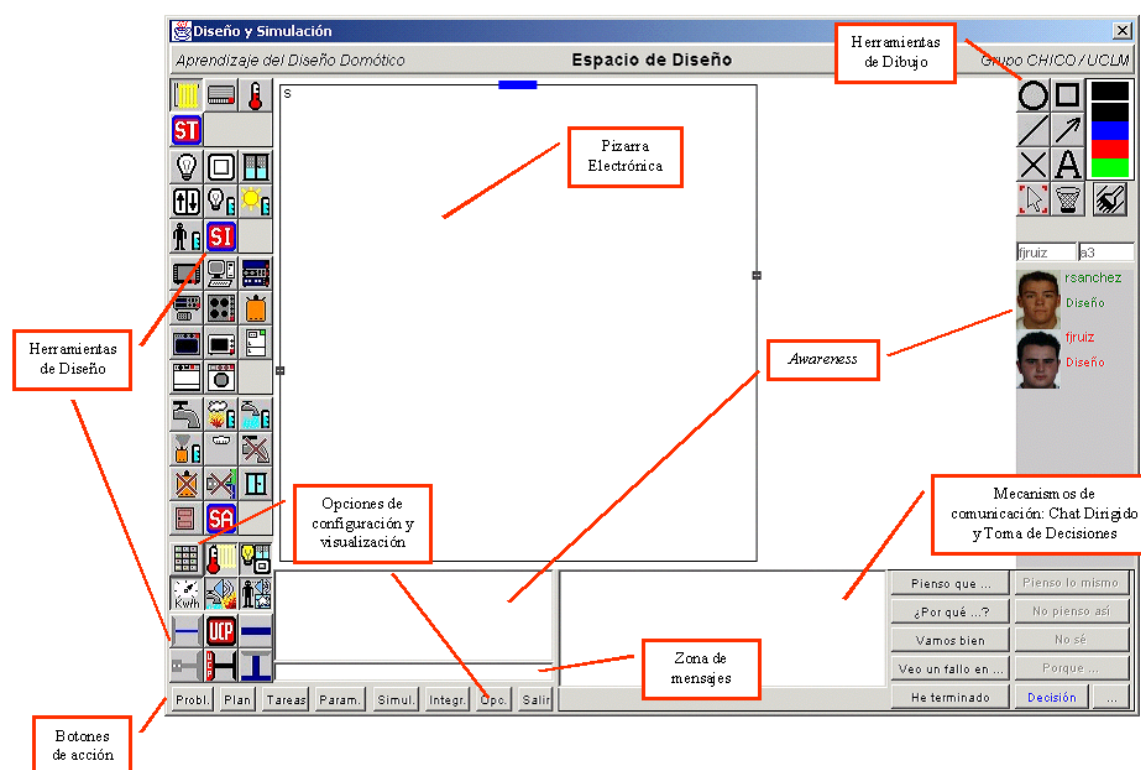 Diseño y Simulación
Aprendizaje del Diseño Domótico
Espacio de Diseño
Grupo CHICO/UCLM
Herramientas
de Dibujo
S
Pizarra
Electrónica
ST
A
SI
fjruiz
a3
rsanchez
Diseño
fjruiz
Diseño
Herramientas
de Diseño
Awareness
Opciones de
configuración y
visualización
Mecanismos de
comunicación: Chat Dirigido
y Toma de Decisiones
SA
Kw/h
UCP
Zona de
mensajes
Pienso que ...
Pienso lo mismo
¿Por qué ...?
No pienso así
Vamos bien
No sé
Veo un fallo en ...
Porque ...
He terminado
Decisión
...
Probl.
Plan
Tareas
Param.
Simul.
Integr.
Opc.
Salir
Botones
de acción